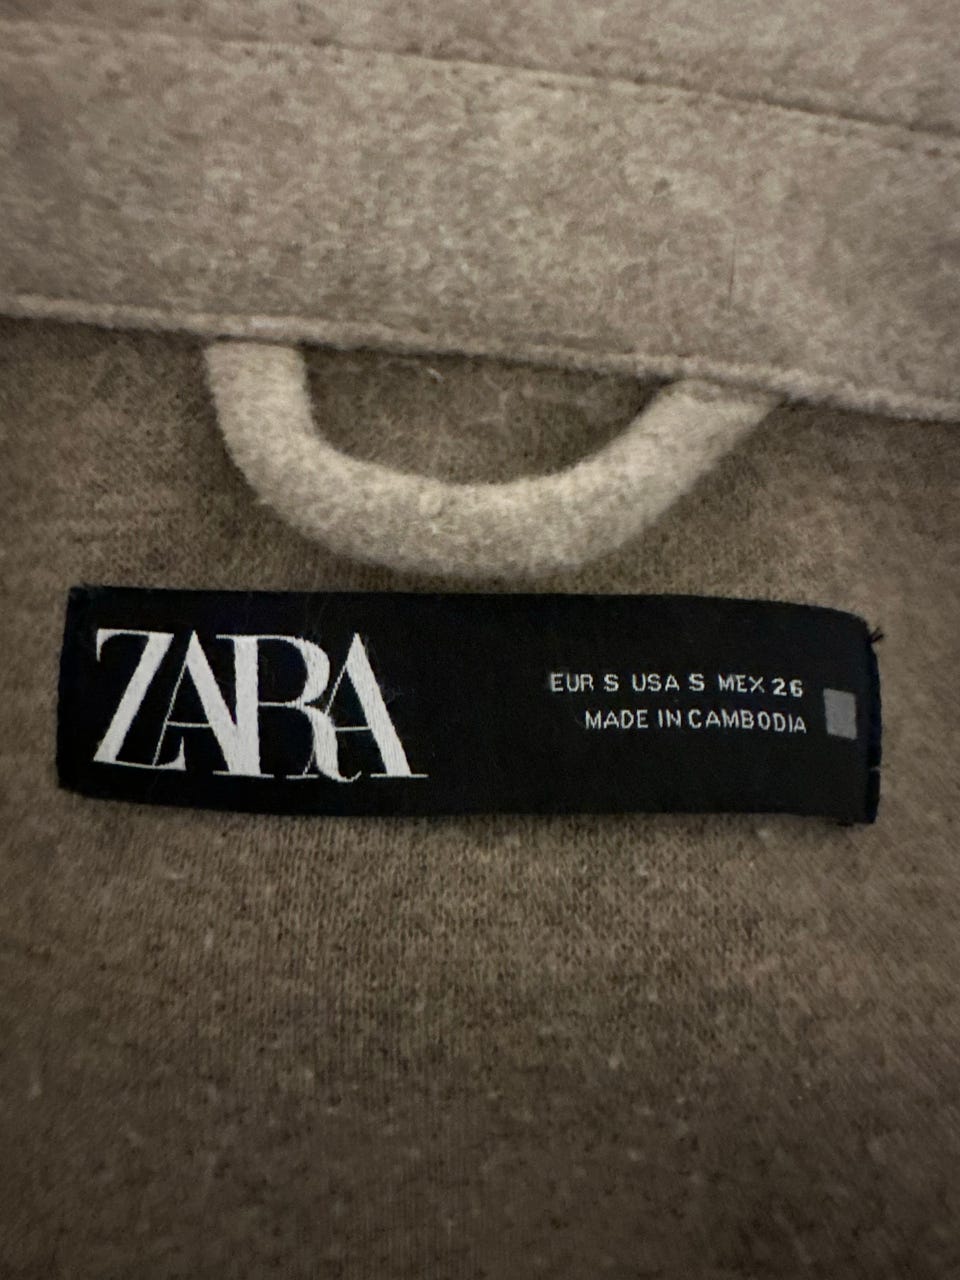 ZARA
EUR S USA S MEX 26
MADE IN CAMBODIA